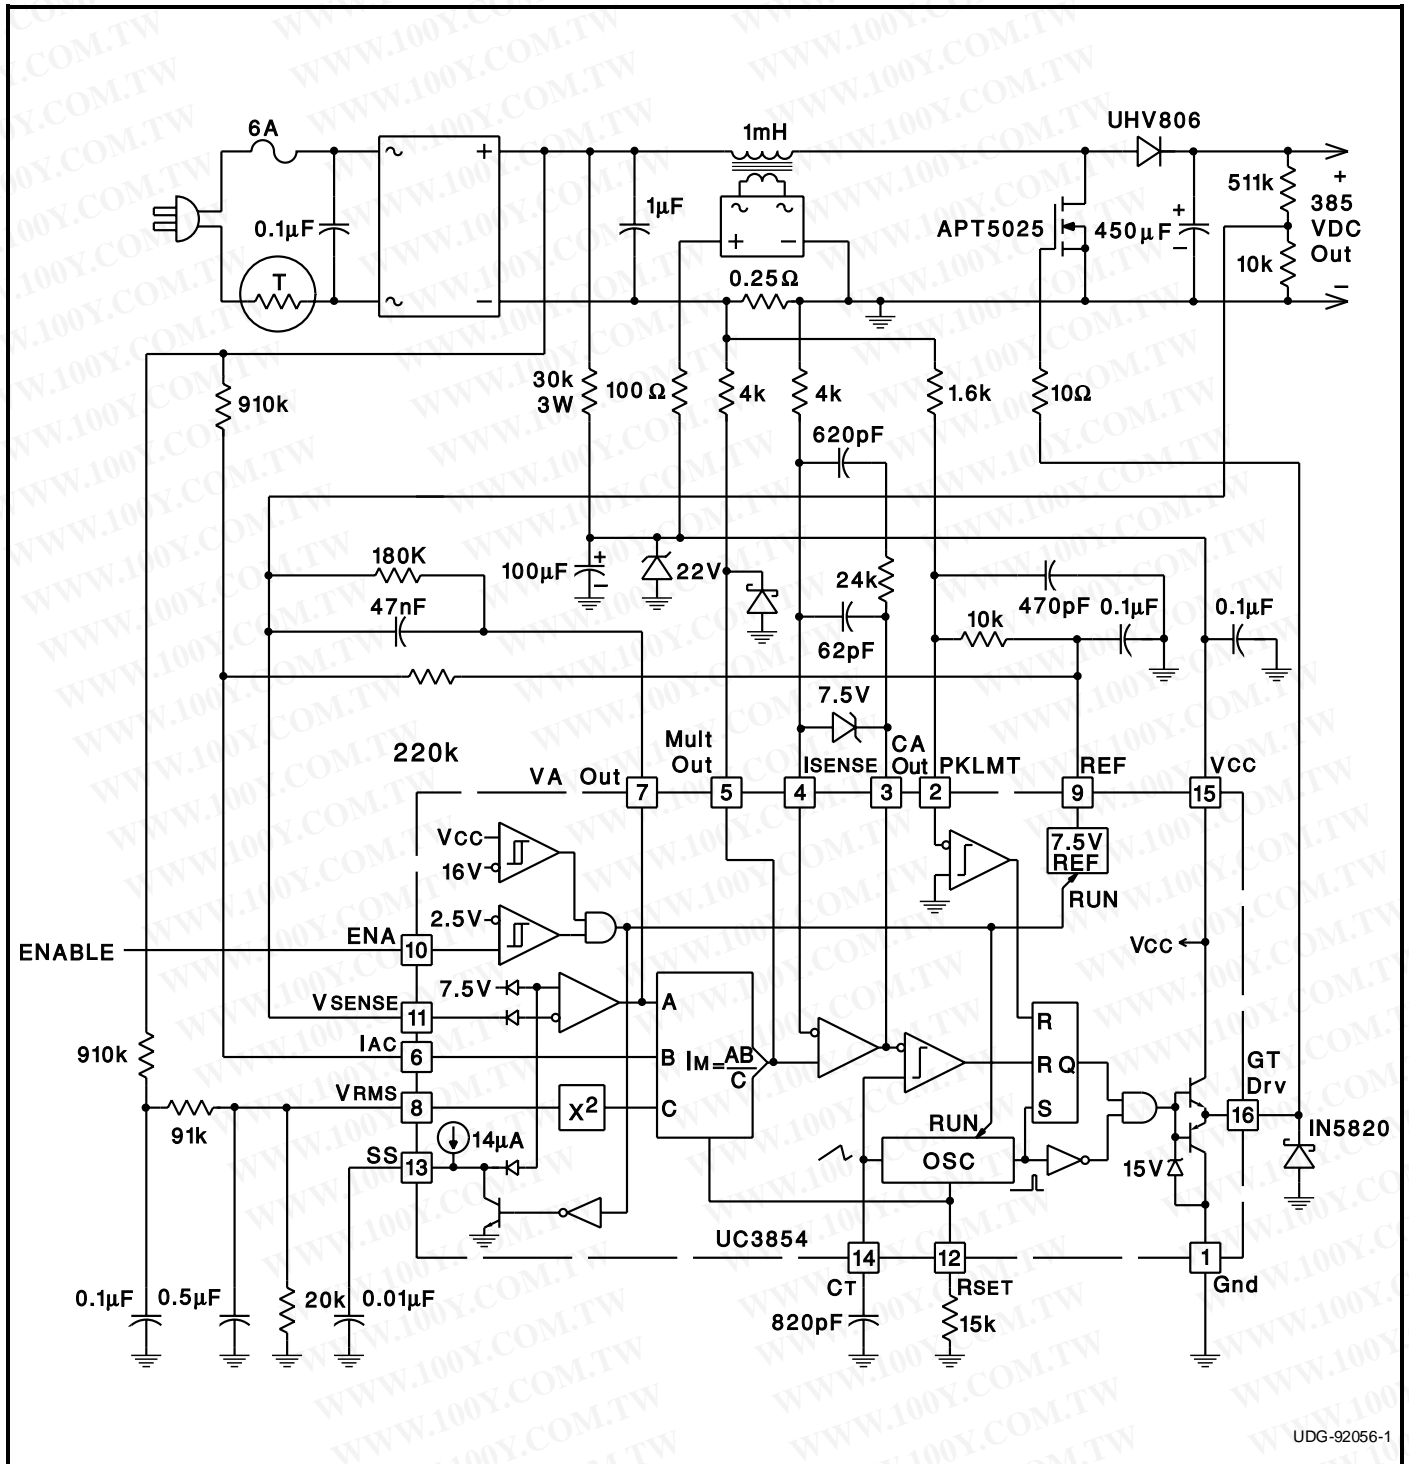 6A
1mH
UHV806
+
0.1µF
1µF
APT5025
450µF
+
511k
+
385
VDC
Out
10k
−
T
0.25Ω
910k
30k
3W
100Ω
4k
4k
1.6k
10Ω
620pF
180K
47nF
100µF
+
−
22V
24k
62pF
470pF
0.1µF
0.1µF
10k
7.5V
220k
VA Out
Mult
Out
ISENSE
CA
Out
PKLMT
REF
VCC
7
5
4
3
2
9
15
VCC
16V
7.5V
REF
RUN
2.5V
ENABLE
ENA
10
VCC
7.5V
VSENSE
11
A
IAC
6
B
IM=AB/C
910k
VRMS
8
X²
C
91k
R
R Q
S
GT
Drv
16
IN5820
SS
13
14µA
RUN
OSC
15V
UC3854
14
12
1
CT
RSET
Gnd
0.1µF
0.5µF
20k
0.01µF
820pF
15k
UDG-92056-1
WWW.100Y.COM.TW